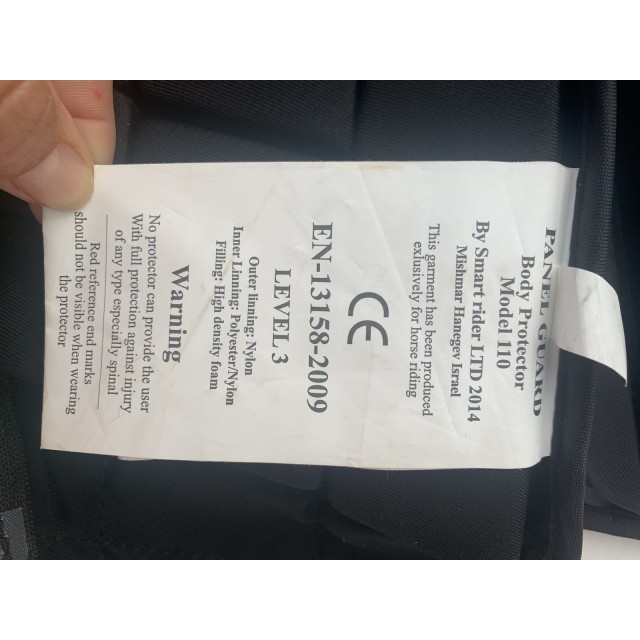 PANEL GUARD
Body Protector
Model 110
By Smart rider LTD 2014
Mishmar Hanegev Israel
This garment has been produced
exlusively for horse riding
CE
EN-13158-2009
LEVEL 3
Outer linning: Nylon
Inner Linning: Polyester/Nylon
Filling: High density foam
Warning
No protector can provide the user
With full protection against injury
of any type especially spinal
Red reference end marks
should not be visible when wearing
the protector